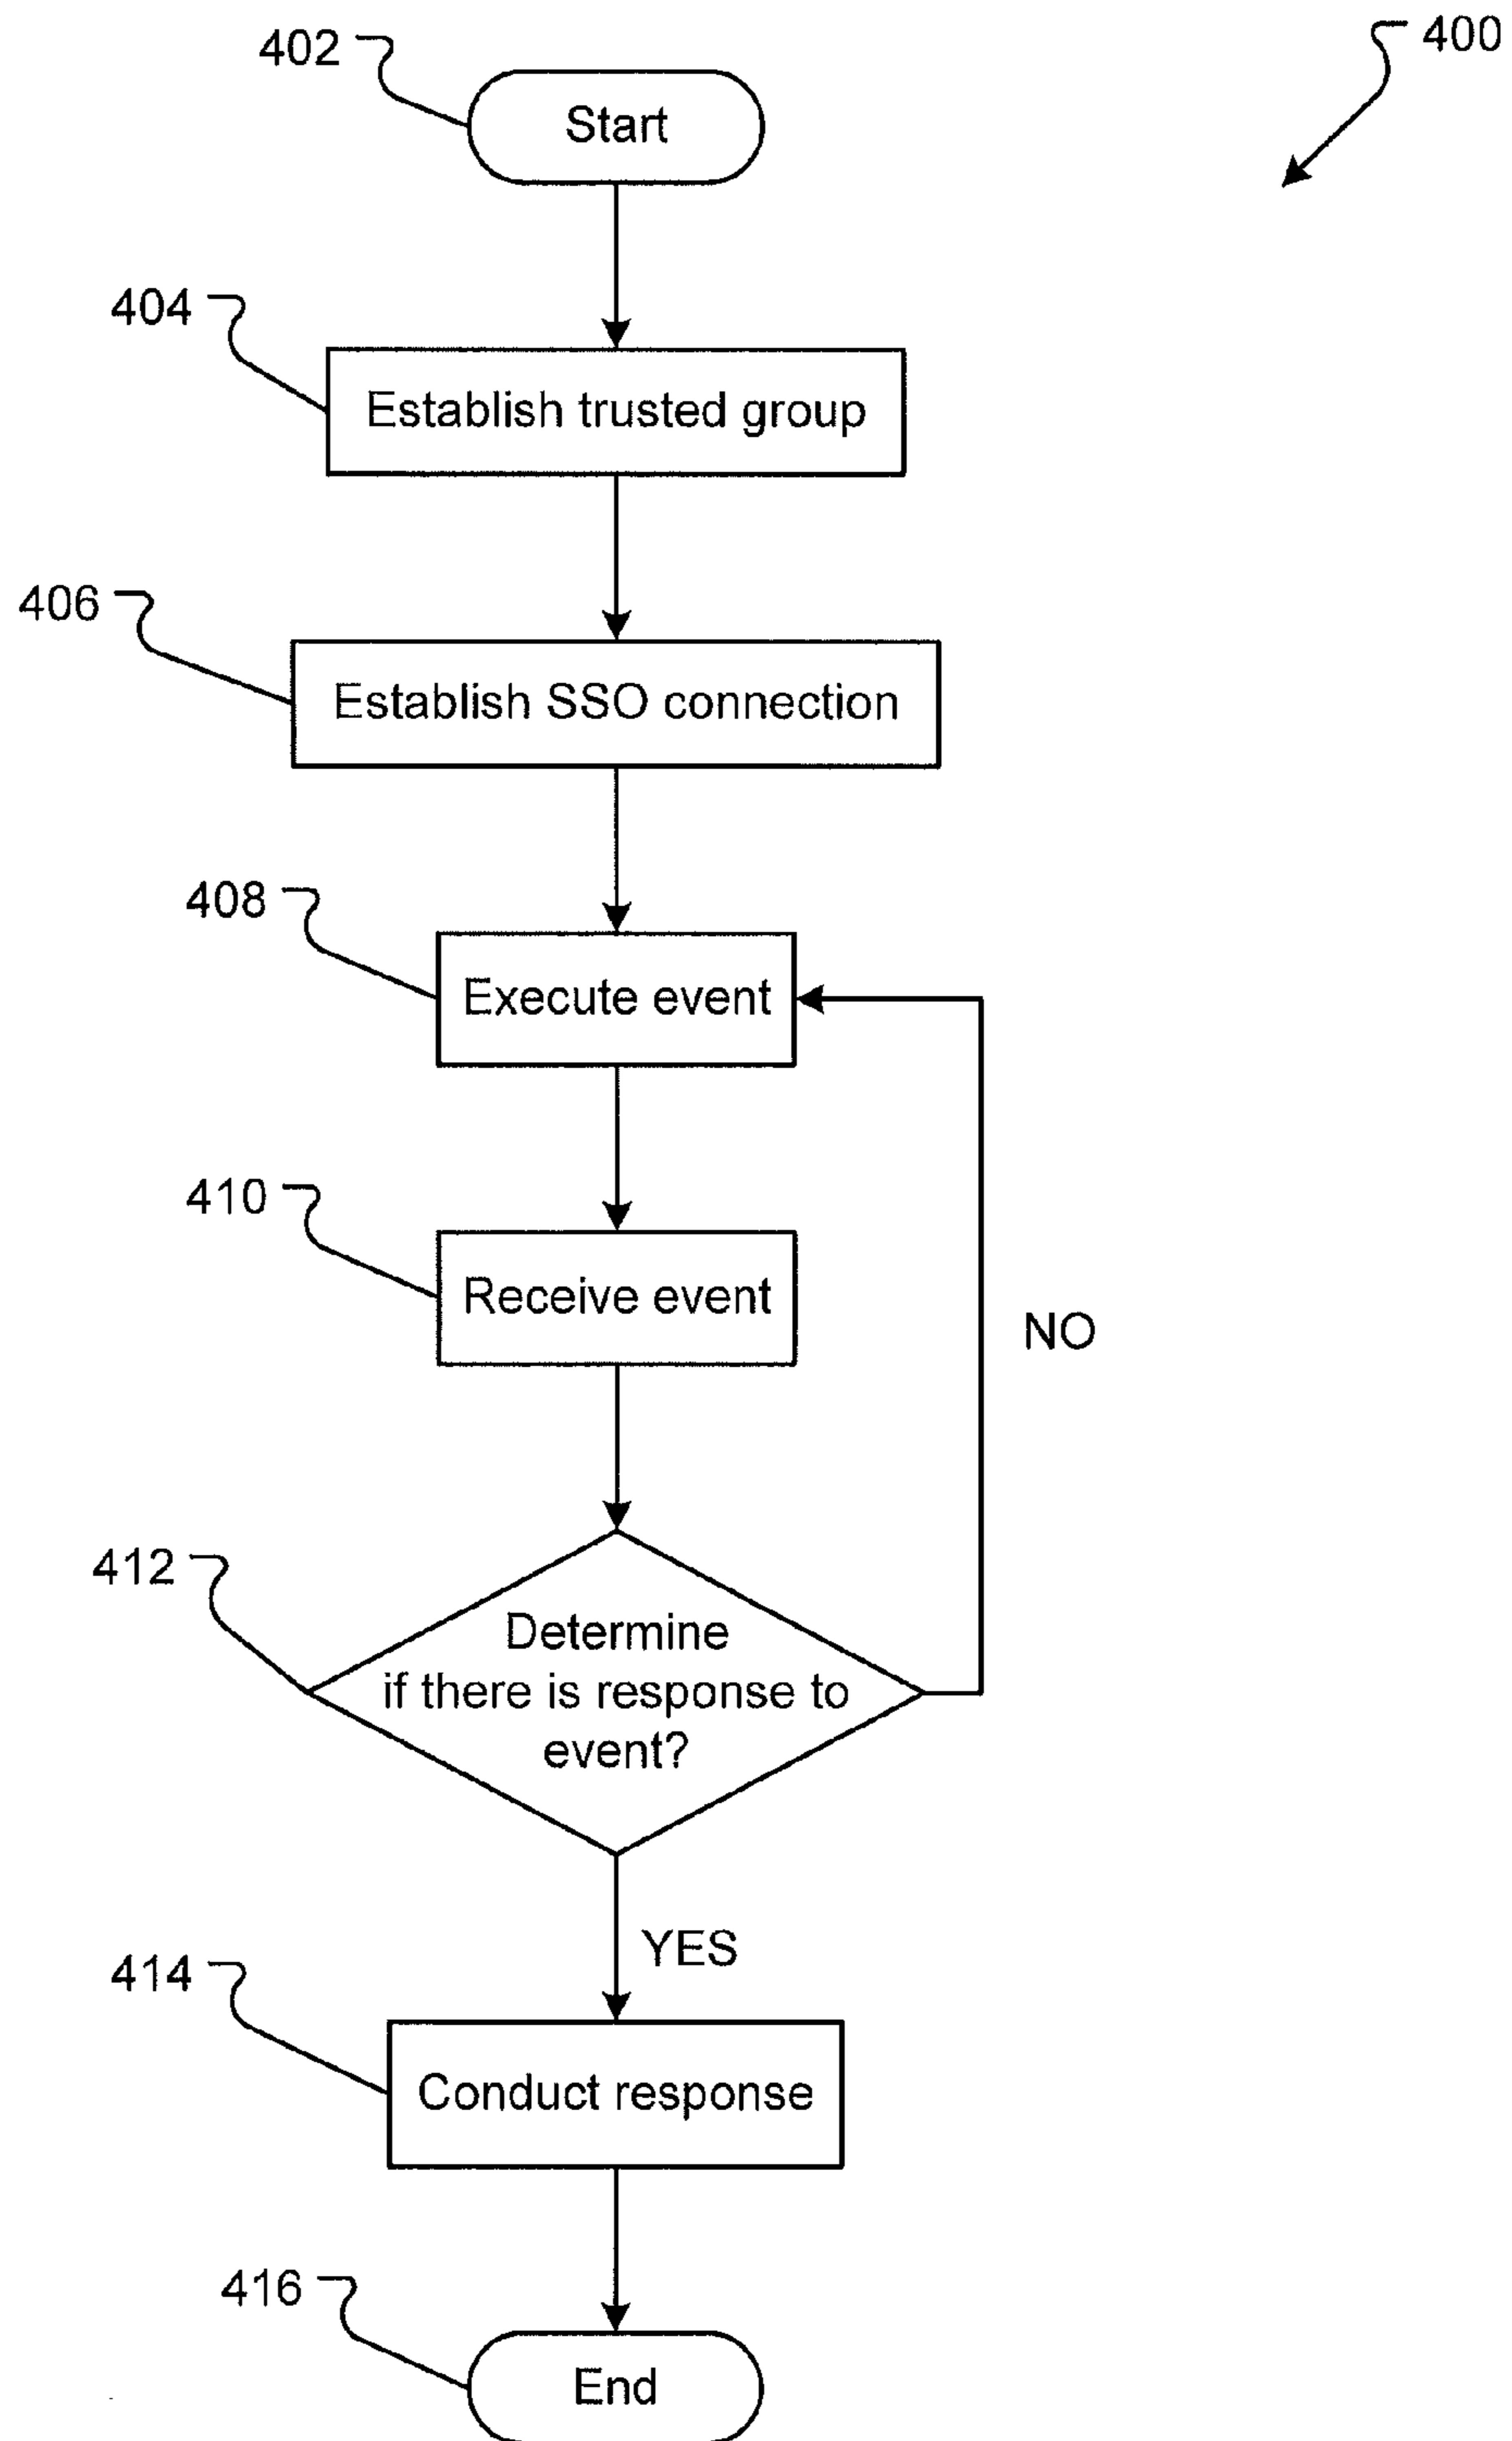 402
400
Start
404
Establish trusted group
406
Establish SSO connection
408
Execute event
410
Receive event
NO
412
Determine
if there is response to
event?
YES
414
Conduct response
416
End